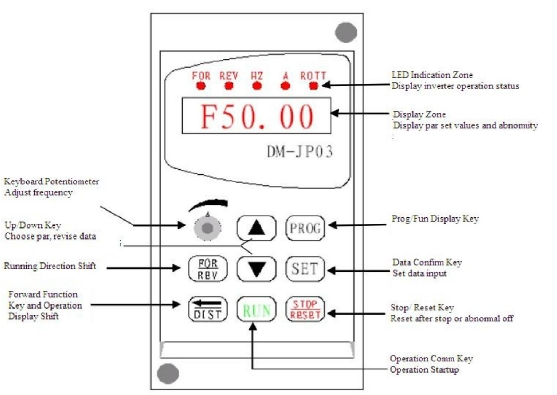 FOR REV HZ A ROTT
F50.00
DM-JP03
LED Indication Zone
Display inverter operation status
Display Zone
Display par set values and abnomity
Keyboard Potentiometer
Adjust frequency
Up/Down Key
Choose par, revise data
Running Direction Shift
Forward Function
Key and Operation
Display Shift
PROG
FOR
REV
SET
DIST
RUN
STOP
RESET
Prog/Fun Display Key
Data Confirm Key
Set data input
Stop/ Reset Key
Reset after stop or abnormal off
Operation Comm Key
Operation Startup